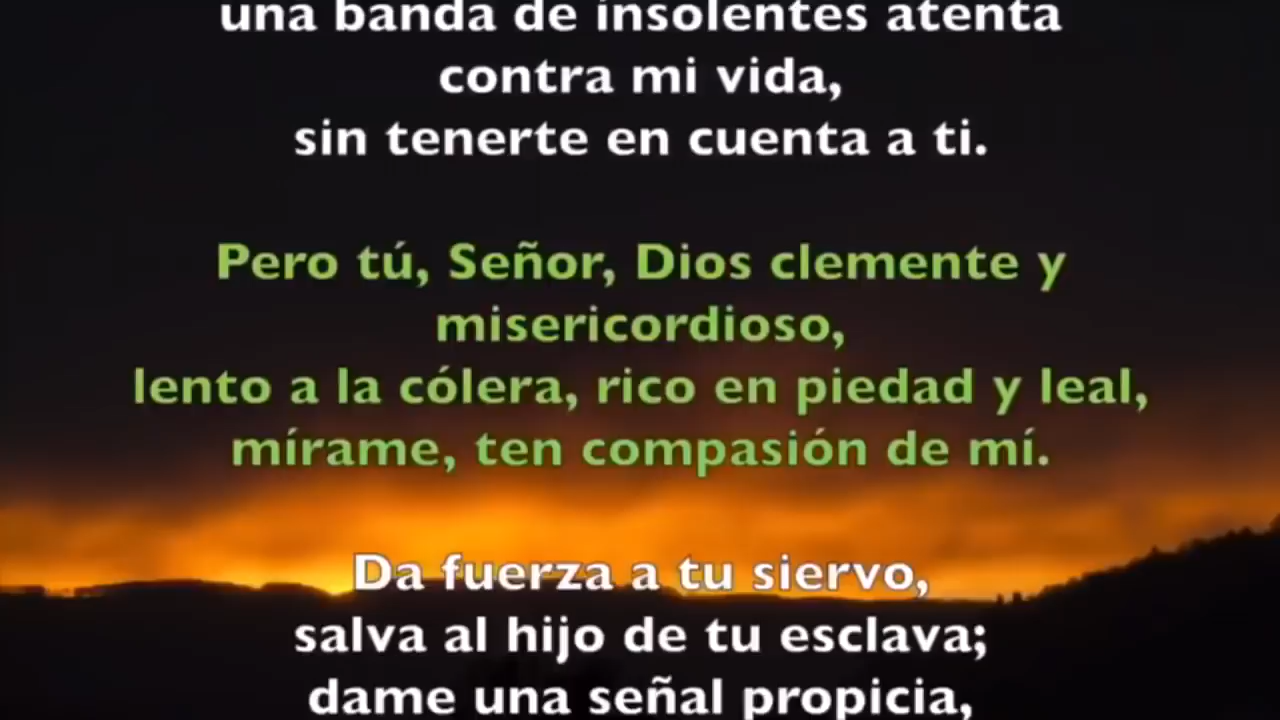 una banda de insolentes atenta
contra mi vida,
sin tenerte en cuenta a ti.
Pero tú, Señor, Dios clemente y
misericordioso,
lento a la cólera, rico en piedad y leal,
mírame, ten compasión de mí.
Da fuerza a tu siervo,
salva al hijo de tu esclava;
dame una señal propicia,